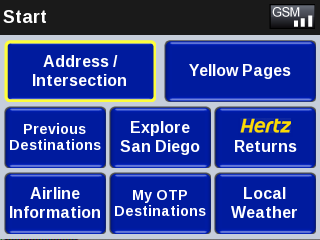 Start
GSM
Address /
Intersection
Yellow Pages
Previous
Destinations
Explore
San Diego
Hertz
Returns
Airline
Information
My OTP
Destinations
Local
Weather